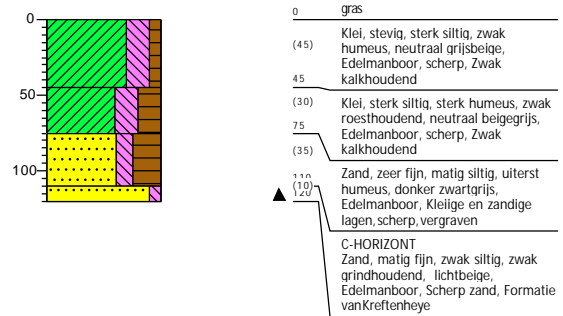 0
50
100
0 gras
(45)
Klei, stevig, sterk siltig, zwak
humeus, neutraal grijsbeige,
Edelmanboor, scherp, Zwak
kalkhoudend
45
(30)
Klei, sterk siltig, sterk humeus, zwak
roesthoudend, neutraal beigegrijs,
Edelmanboor, scherp, Zwak
kalkhoudend
75
(35)
Zand, zeer fijn, matig siltig, uiterst
humeus, donker zwartgrijs,
Edelmanboor, Kleiige en zandige
lagen,scherp,vergraven
110
(10)
120
C-HORIZONT
Zand, matig fijn, zwak siltig, zwak
grindhoudend, lichtbeige,
Edelmanboor, Scherp zand, Formatie
vanKreftenheye